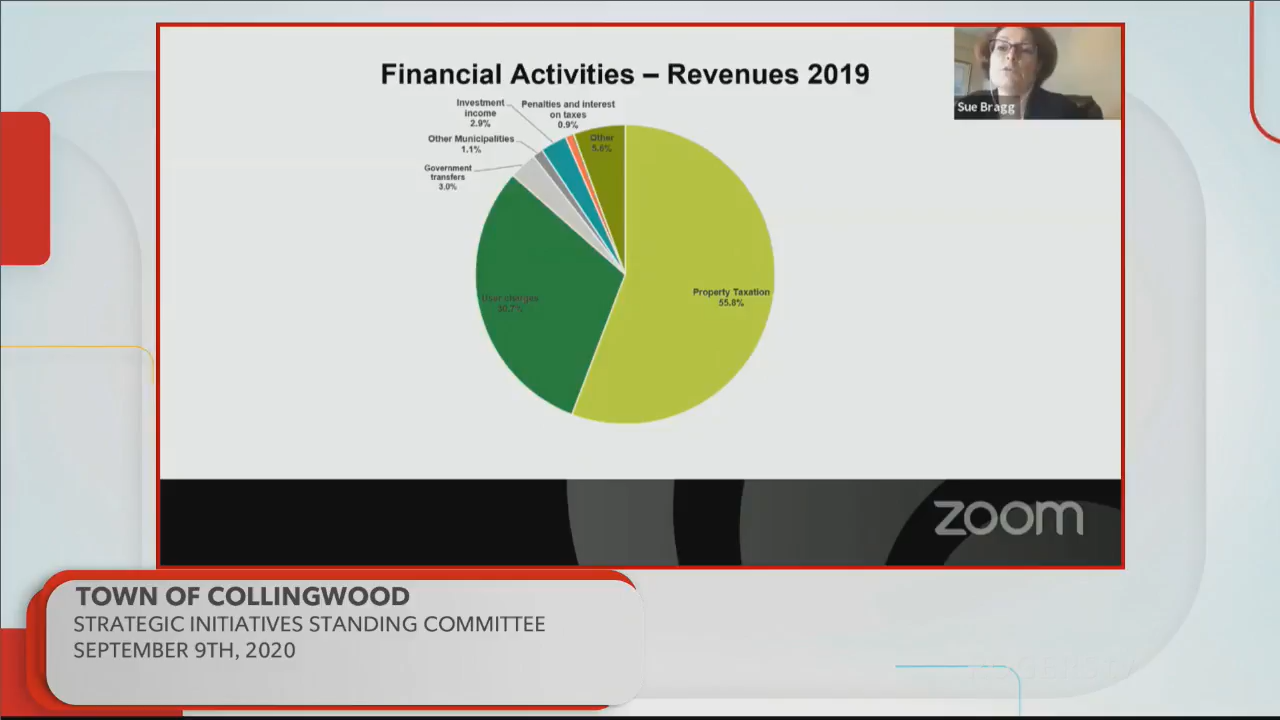 Financial Activities – Revenues 2019
Sue Bragg
Investment
income
2.9%
Penalties and interest
on taxes
0.9%
Other Municipalities
1.1%
Other
5.6%
Government
transfers
3.0%
Property Taxation
55.8%
User charges
30.7%
zoom
TOWN OF COLLINGWOOD
STRATEGIC INITIATIVES STANDING COMMITTEE
SEPTEMBER 9TH, 2020